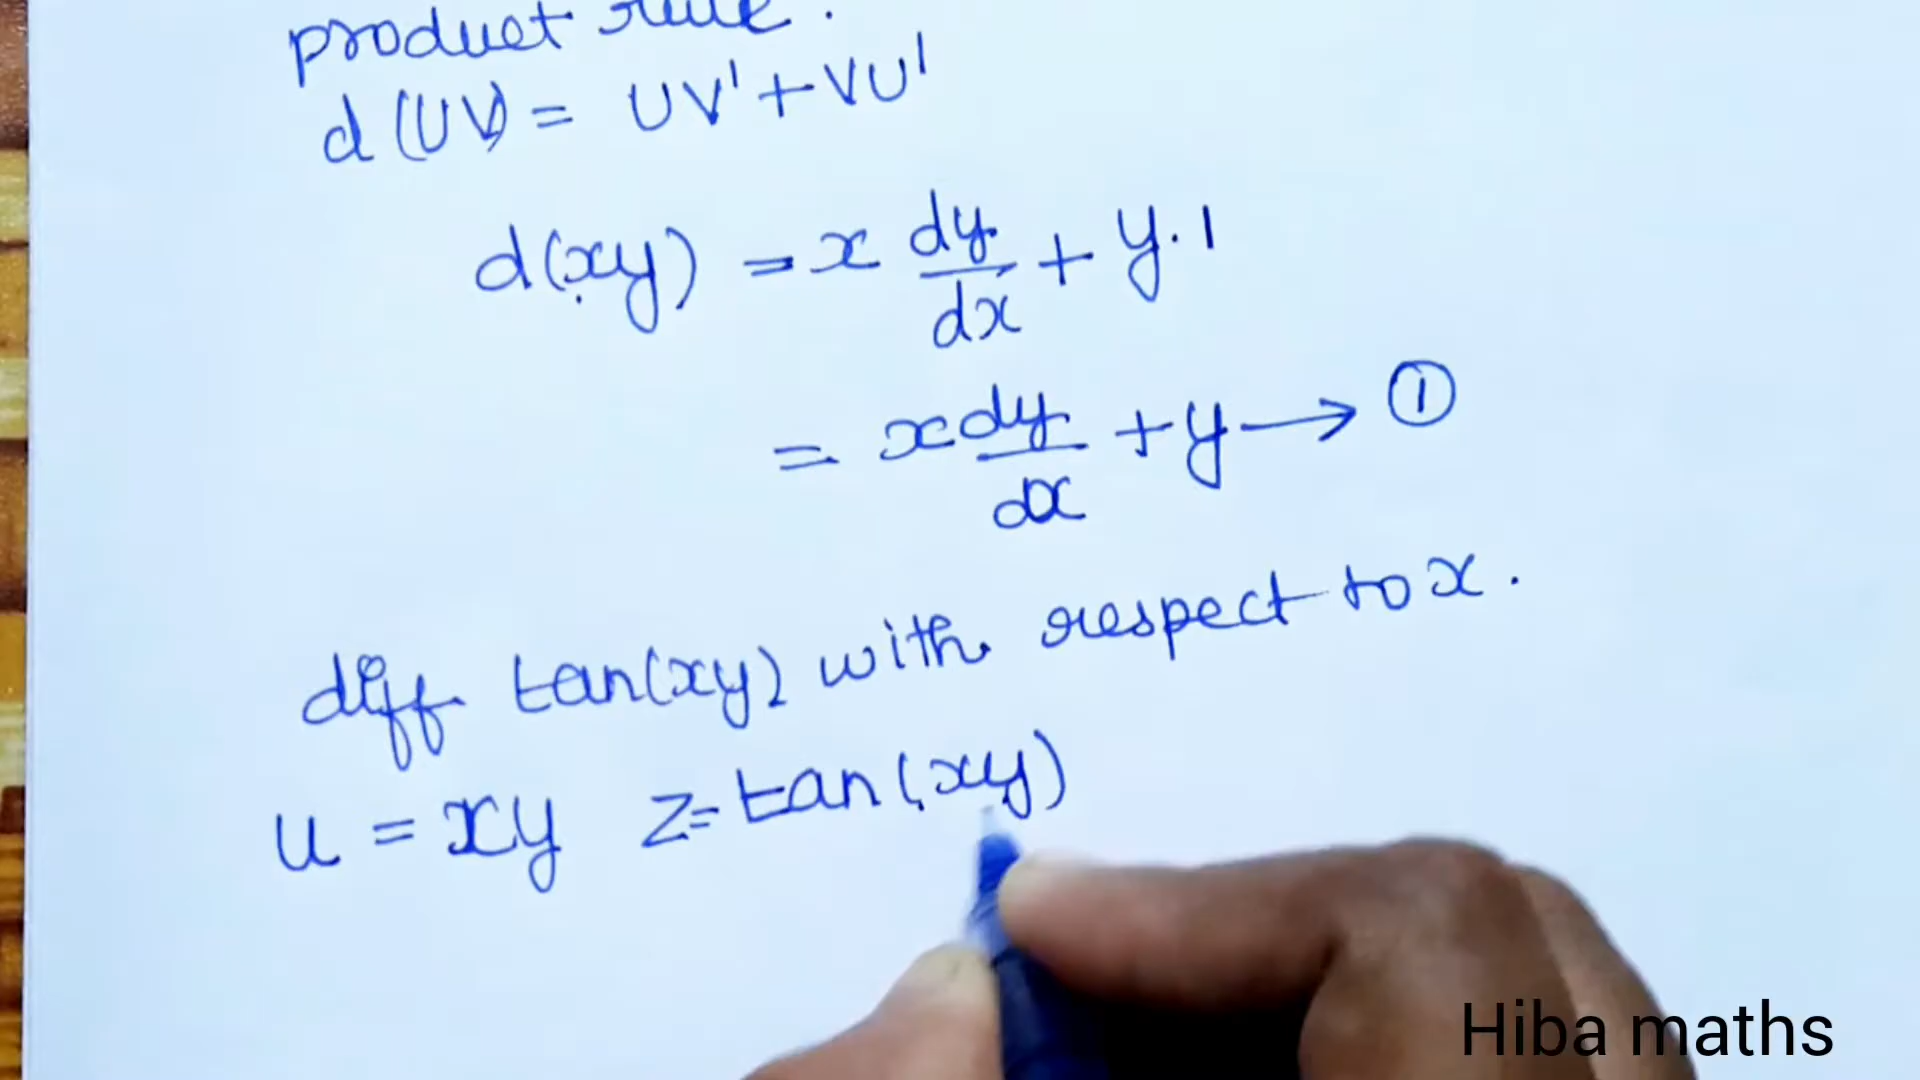 product rule.
d(UV) = UV' + VU'
d(xy) = x dy/dx + y.1
= x dy/dx + y → ①
diff tan(xy) with respect to x.
u = xy z = tan(xy)
Hiba maths